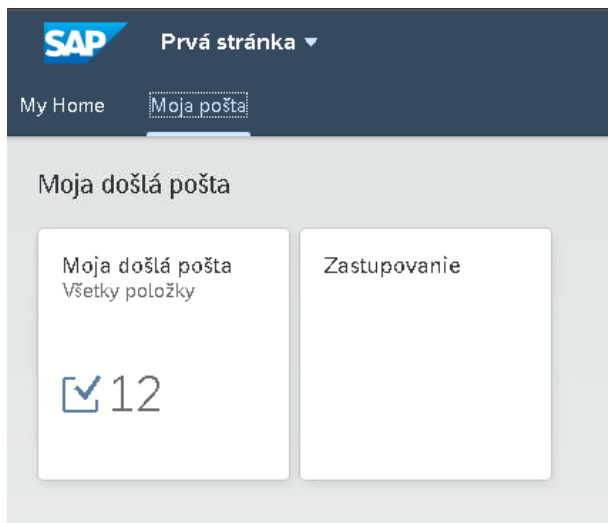 SAP Prvá stránka
My Home Moja pošta
Moja došlá pošta
Moja došlá pošta
Všetky položky
12
Zastupovanie